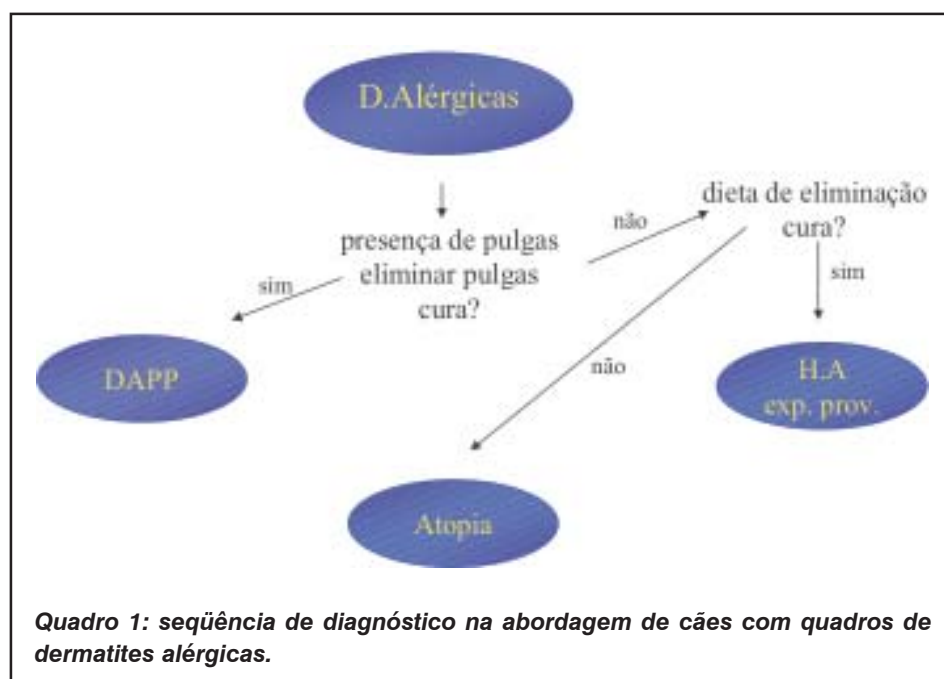 D.Alérgicas
presença de pulgas
eliminar pulgas
cura?
sim
não
DAPP
dieta de eliminação
cura?
não
sim
Atopia
H.A
exp. prov.
Quadro 1: seqüência de diagnóstico na abordagem de cães com quadros de
dermatites alérgicas.